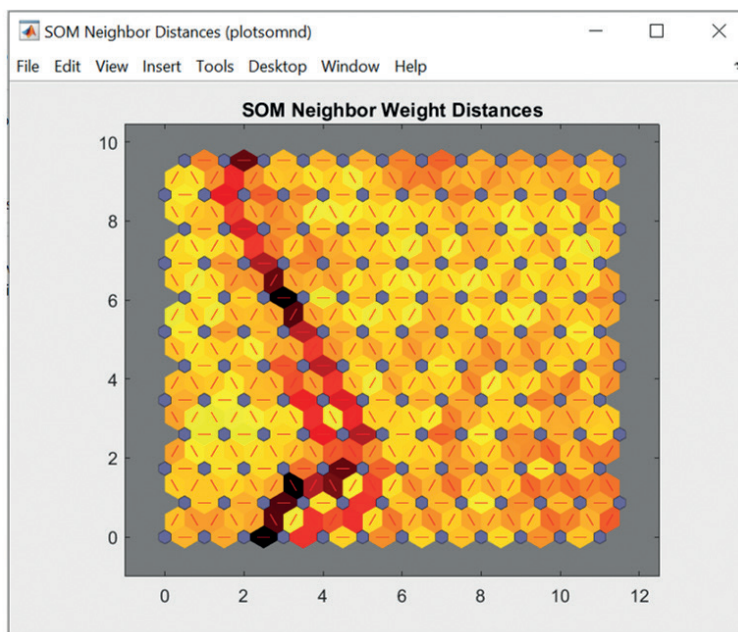 SOM Neighbor Distances (plotsomnd)
File Edit View Insert Tools Desktop Window Help
SOM Neighbor Weight Distances
10
8
6
4
2
0
0 2 4 6 8 10 12